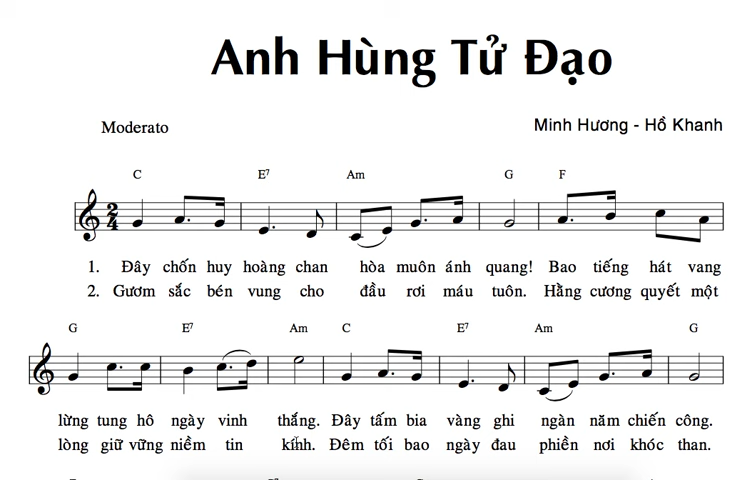 Anh Hùng Tử Đạo
Moderato
Minh Hương - Hồ Khanh
C E7 Am G F
2 4
1. Đây chốn huy hoàng chan hòa muôn ánh quang! Bao tiếng hát vang
2. Gươm sắc bén vung cho đầu rơi máu tuôn. Hằng cương quyết một
G E7 Am C E7 Am G
lừng tung hô ngày vinh thắng. Đây tấm bia vàng ghi ngàn năm chiến công.
lòng giữ vững niềm tin kính. Đêm tối bao ngày đau phiền nơi khóc than.